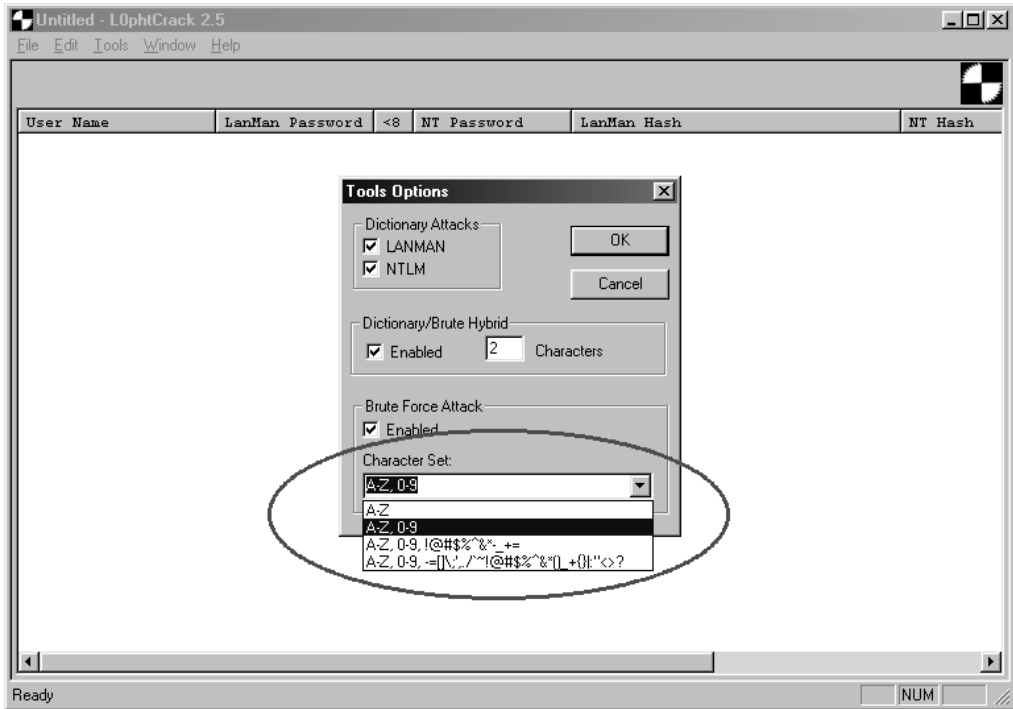 Untitled - L0phtCrack 2.5
File Edit Tools Window Help
User Name LanMan Password <8 NT Password LanMan Hash NT Hash
Tools Options
Dictionary Attacks
LANMAN
NTLM
OK
Cancel
Dictionary/Brute Hybrid
Enabled 2 Characters
Brute Force Attack
Enabled
Character Set:
A-Z, 0-9
A-Z
A-Z, 0-9
A-Z, 0-9, !@#$%^&*-_+=
A-Z, 0-9, -=[]\;',./`~!@#$%^&*()_+{}|:"<>?
Ready NUM